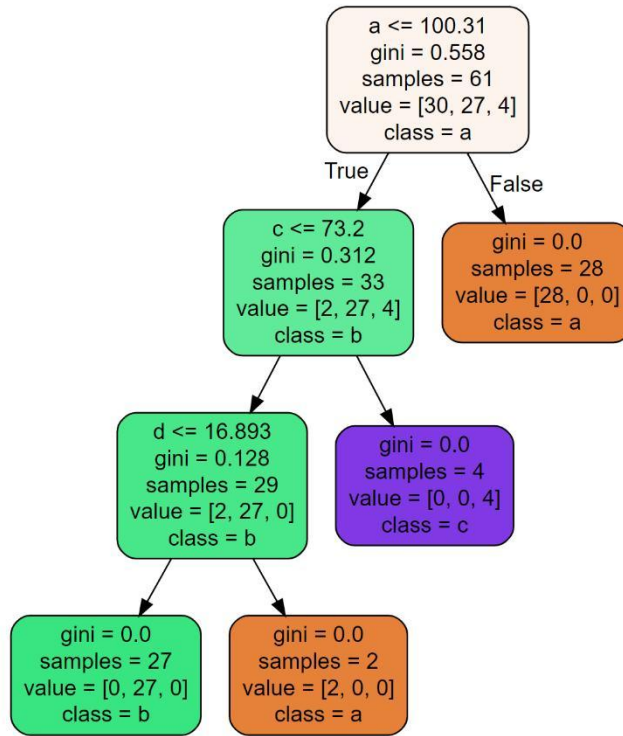 a <= 100.31
gini = 0.558
samples = 61
value = [30, 27, 4]
class = a
True
False
c <= 73.2
gini = 0.312
samples = 33
value = [2, 27, 4]
class = b
gini = 0.0
samples = 28
value = [28, 0, 0]
class = a
d <= 16.893
gini = 0.128
samples = 29
value = [2, 27, 0]
class = b
gini = 0.0
samples = 4
value = [0, 0, 4]
class = c
gini = 0.0
samples = 27
value = [0, 27, 0]
class = b
gini = 0.0
samples = 2
value = [2, 0, 0]
class = a